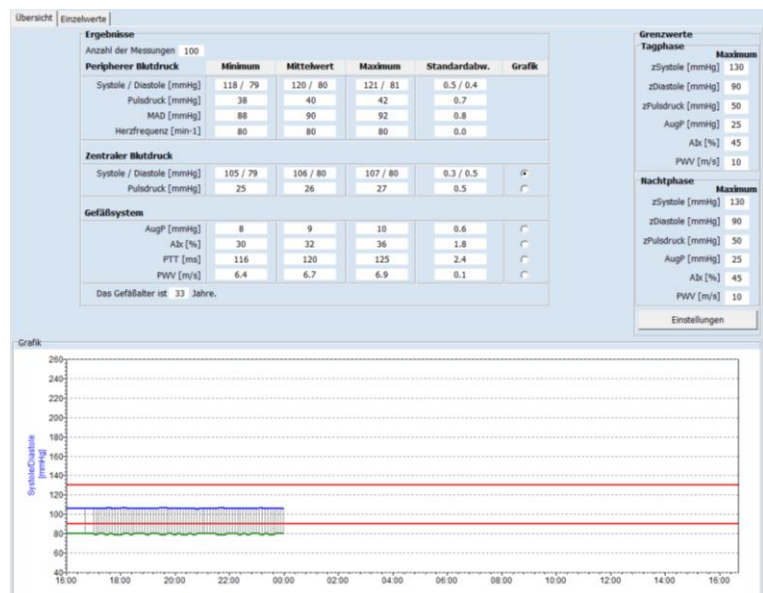 Übersicht Einzelwerte
Ergebnisse
Anzahl der Messungen 100
Peripherer Blutdruck Minimum Mittelwert Maximum Standardabw. Grafik
Systole / Diastole [mmHg] 118 / 79 120 / 80 121 / 81 0.5 / 0.4
Pulsdruck [mmHg] 38 40 42 0.7
MAD [mmHg] 88 90 92 0.8
Herzfrequenz [min-1] 80 80 80 0.0
Zentraler Blutdruck
Systole / Diastole [mmHg] 105 / 79 106 / 80 107 / 80 0.3 / 0.5
Pulsdruck [mmHg] 25 26 27 0.5
Gefäßsystem
AugP [mmHg] 8 9 10 0.6
AIx [%] 30 32 36 1.8
PTT [ms] 116 120 125 2.4
PWV [m/s] 6.4 6.7 6.9 0.1
Das Gefäßalter ist 33 Jahre.
Grenzwerte
Tagphase
Maximum
zSystole [mmHg] 130
zDiastole [mmHg] 90
zPulsdruck [mmHg] 50
AugP [mmHg] 25
AIx [%] 45
PWV [m/s] 10
Nachtphase
Maximum
zSystole [mmHg] 130
zDiastole [mmHg] 90
zPulsdruck [mmHg] 50
AugP [mmHg] 25
AIx [%] 45
PWV [m/s] 10
Einstellungen
Grafik
Systole/Diastole
[mmHg]
260
240
220
200
180
160
140
120
100
80
60
40
16:00 18:00 20:00 22:00 00:00 02:00 04:00 06:00 08:00 10:00 12:00 14:00 16:00